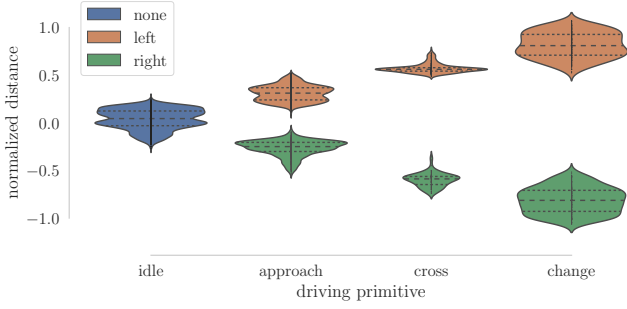 none
left
right
1.0
0.5
0.0
−0.5
−1.0
normalized distance
idle approach cross change
driving primitive